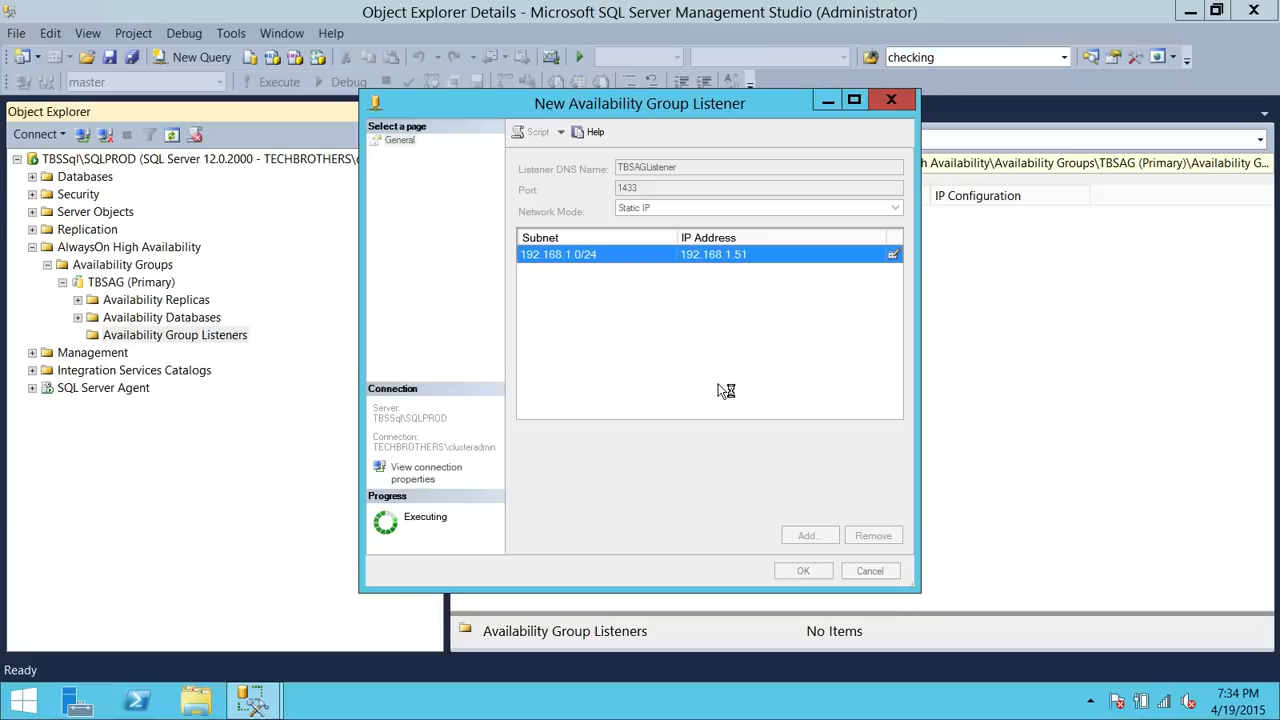 Object Explorer Details - Microsoft SQL Server Management Studio (Administrator)
File Edit View Project Debug Tools Window Help
New Query checking
master Execute Debug
Object Explorer
Connect
TBSSql\SQLPROD (SQL Server 12.0.2000 - TECHBROTHERS\c
Databases
Security
Server Objects
Replication
AlwaysOn High Availability
Availability Groups
TBSAG (Primary)
Availability Replicas
Availability Databases
Availability Group Listeners
Management
Integration Services Catalogs
SQL Server Agent
New Availability Group Listener
Select a page
General
Script Help
Listener DNS Name: TBSAGListener
Port: 1433
Network Mode: Static IP
Subnet IP Address
192.168.1.0/24 192.168.1.51
Connection
Server:
TBSSql\SQLPROD
Connection:
TECHBROTHERS\clusteradmin
View connection
properties
Progress
Executing
Add... Remove
OK Cancel
h Availability\Availability Groups\TBSAG (Primary)\Availability G...
IP Configuration
Availability Group Listeners No Items
Ready
7:34 PM
4/19/2015